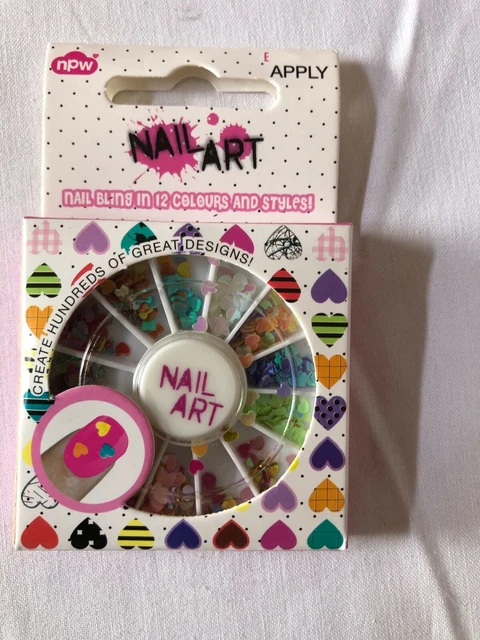 npw
E
APPLY
NAIL ART
NAIL BLING IN 12 COLOURS AND STYLES!
CREATE HUNDREDS OF GREAT DESIGNS!
NAIL
ART